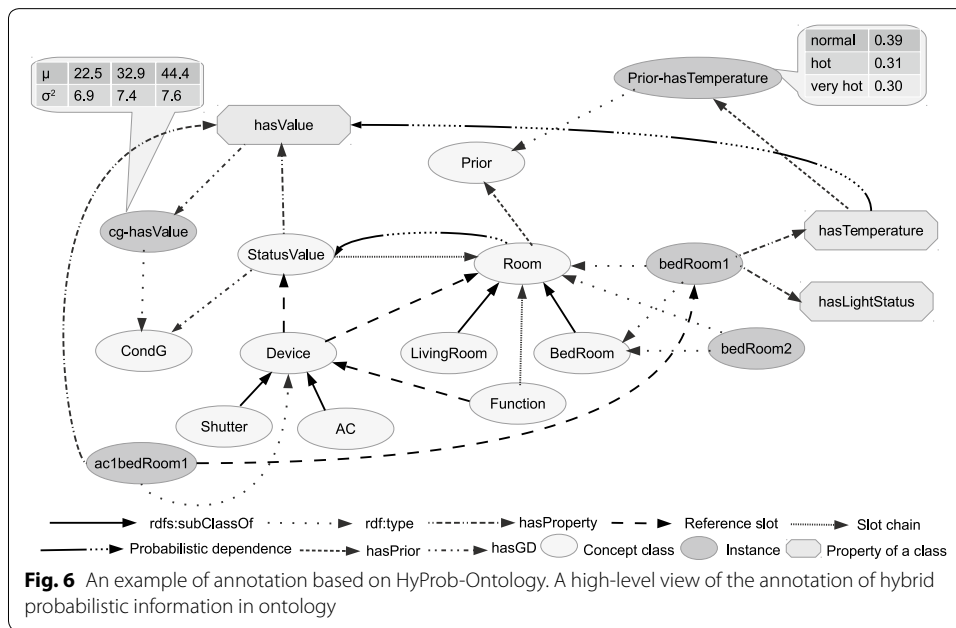 μ 22.5 32.9 44.4
σ² 6.9 7.4 7.6
normal 0.39
hot 0.31
very hot 0.30
Prior-hasTemperature
hasValue
Prior
cg-hasValue
hasTemperature
StatusValue
Room
bedRoom1
hasLightStatus
CondG
Device
LivingRoom
BedRoom
bedRoom2
Function
Shutter
AC
ac1bedRoom1
rdfs:subClassOf rdf:type hasProperty Reference slot Slot chain
Probabilistic dependence hasPrior hasGD Concept class Instance Property of a class
Fig. 6 An example of annotation based on HyProb-Ontology. A high-level view of the annotation of hybrid
probabilistic information in ontology